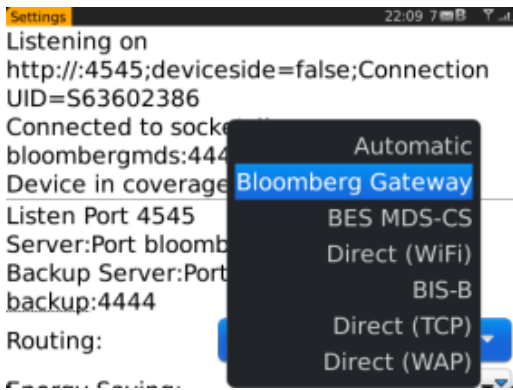 Settings 22:09 7 B
Listening on
http://:4545;deviceside=false;Connection
UID=S63602386
Connected to socke
bloombergmds:444
Device in coverage
Listen Port 4545
Server:Port bloomb
Backup Server:Port
backup:4444
Routing:
Automatic
Bloomberg Gateway
BES MDS-CS
Direct (WiFi)
BIS-B
Direct (TCP)
Direct (WAP)